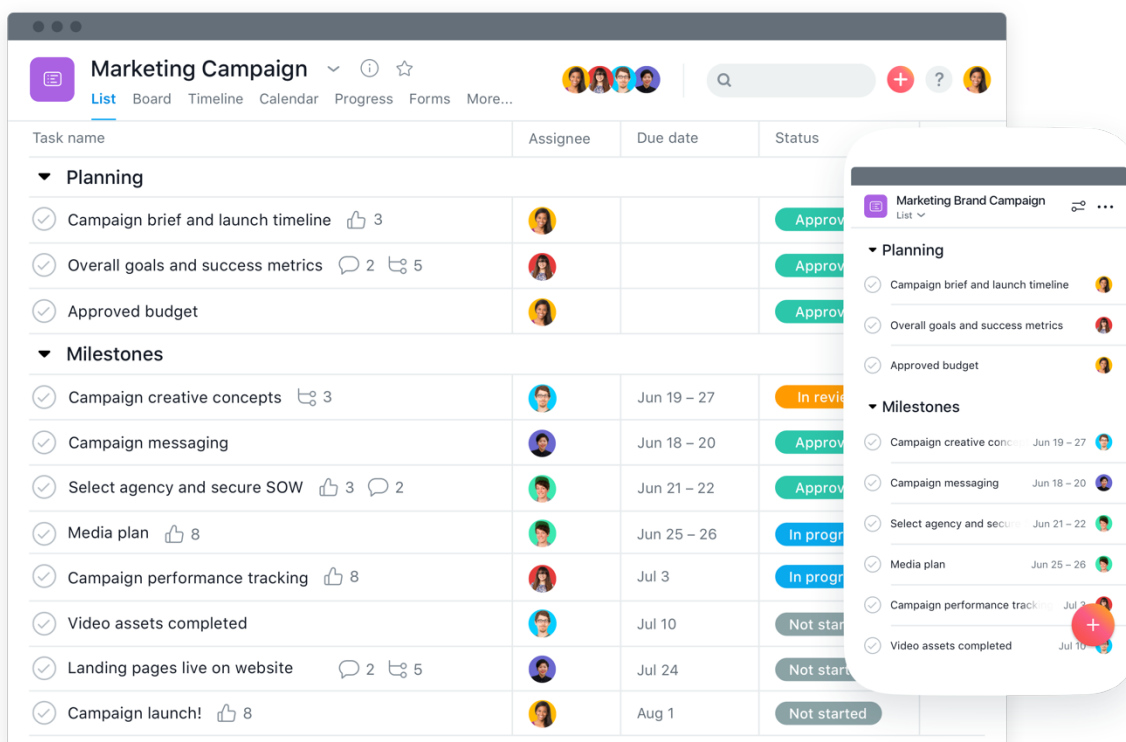 Marketing Campaign
List Board Timeline Calendar Progress Forms More...
?
Task name Assignee Due date Status
Planning
Campaign brief and launch timeline 3 Approv
Overall goals and success metrics 2 5 Approv
Approved budget Approv
Milestones
Campaign creative concepts 3 Jun 19 – 27 In revie
Campaign messaging Jun 18 – 20 Approv
Select agency and secure SOW 3 2 Jun 21 – 22 Approv
Media plan 8 Jun 25 – 26 In progr
Campaign performance tracking 8 Jul 3 In progr
Video assets completed Jul 10 Not star
Landing pages live on website 2 5 Jul 24 Not start
Campaign launch! 8 Aug 1 Not started
Marketing Brand Campaign
List
Planning
Campaign brief and launch timeline
Overall goals and success metrics
Approved budget
Milestones
Campaign creative conc Jun 19 – 27
Campaign messaging Jun 18 – 20
Select agency and secu Jun 21 – 22
Media plan Jun 25 – 26
Campaign performance track Jul 3
Video assets completed Jul 10